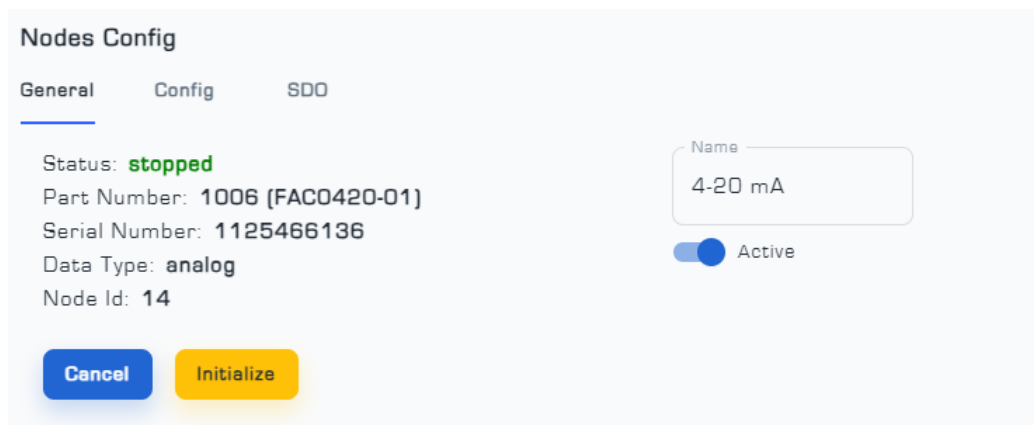 Nodes Config
General Config SDO
Status: stopped
Part Number: 1006 (FAC0420-01)
Serial Number: 1125466136
Data Type: analog
Node Id: 14
Name
4-20 mA
Active
Cancel Initialize